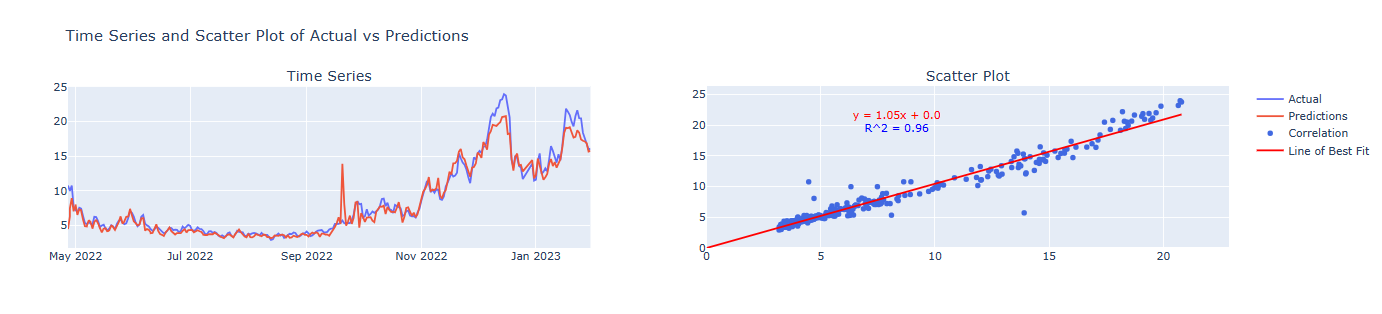 Time Series and Scatter Plot of Actual vs Predictions
Time Series
25
20
15
10
5
May 2022
Jul 2022
Sep 2022
Nov 2022
Jan 2023
Scatter Plot
25
20
15
10
5
0
0
5
10
15
20
y = 1.05x + 0.0
R^2 = 0.96
Actual
Predictions
Correlation
Line of Best Fit